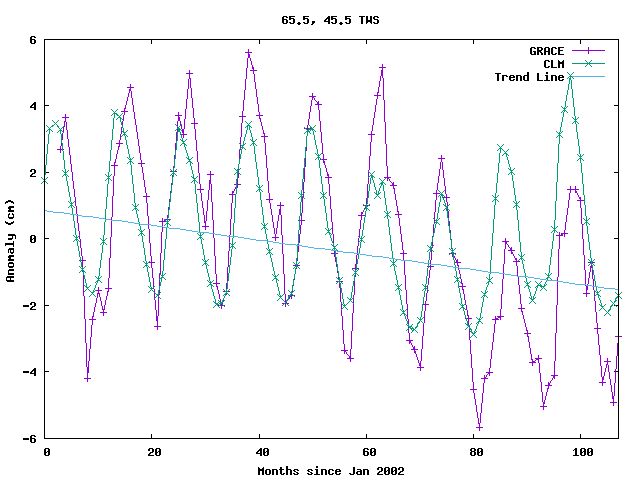 65.5, 45.5 TWS
GRACE
CLM
Trend Line
6
4
2
0
-2
-4
-6
Anomaly (cm)
0 20 40 60 80 100
Months since Jan 2002